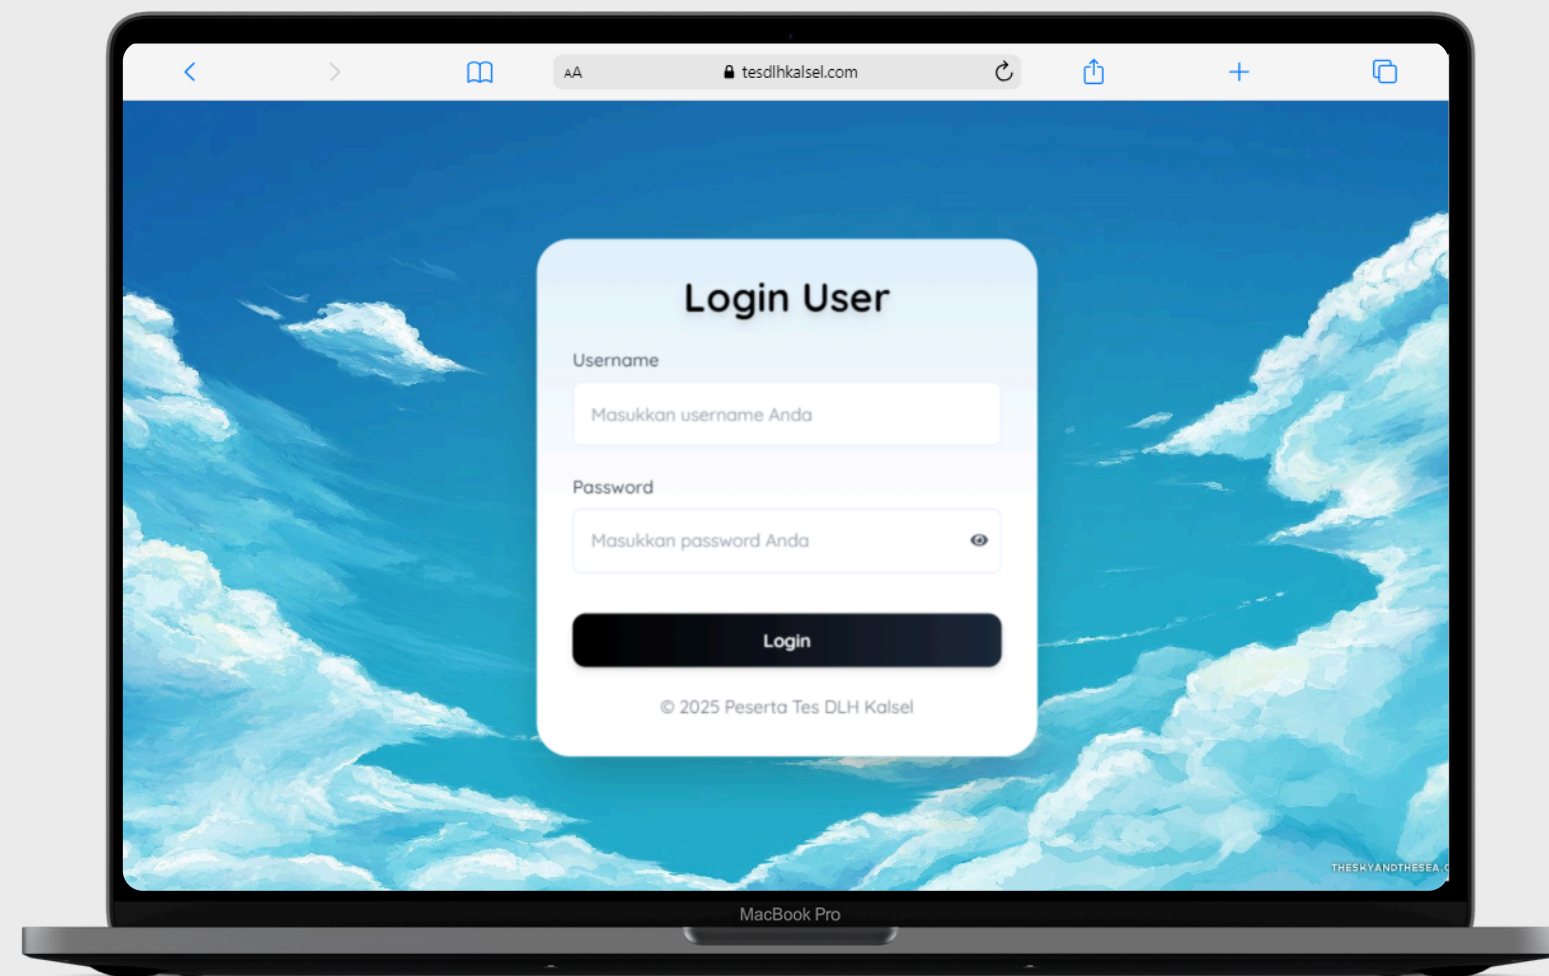 AA
tesdlhkalsel.com
Login User
Username
Masukkan username Anda
Password
Masukkan password Anda
Login
© 2025 Peserta Tes DLH Kalsel
THESKYANDTHESEA.C
MacBook Pro